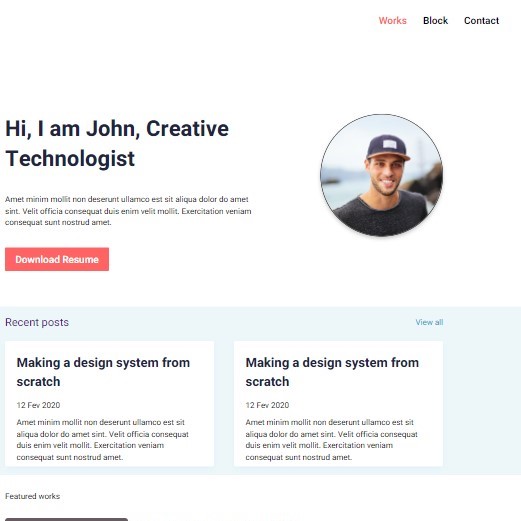 Works Block Contact
Hi, I am John, Creative
Technologist
Amet minim mollit non deserunt ullamco est sit aliqua dolor do amet
sint. Velit officia consequat duis enim velit mollit. Exercitation veniam
consequat sunt nostrud amet.
Download Resume
Recent posts
View all
Making a design system from
scratch
12 Fev 2020
Amet minim mollit non deserunt ullamco est sit
aliqua dolor do amet sint. Velit officia consequat
duis enim velit mollit. Exercitation veniam
consequat sunt nostrud amet.
Making a design system from
scratch
12 Fev 2020
Amet minim mollit non deserunt ullamco est sit
aliqua dolor do amet sint. Velit officia consequat
duis enim velit mollit. Exercitation veniam
consequat sunt nostrud amet.
Featured works